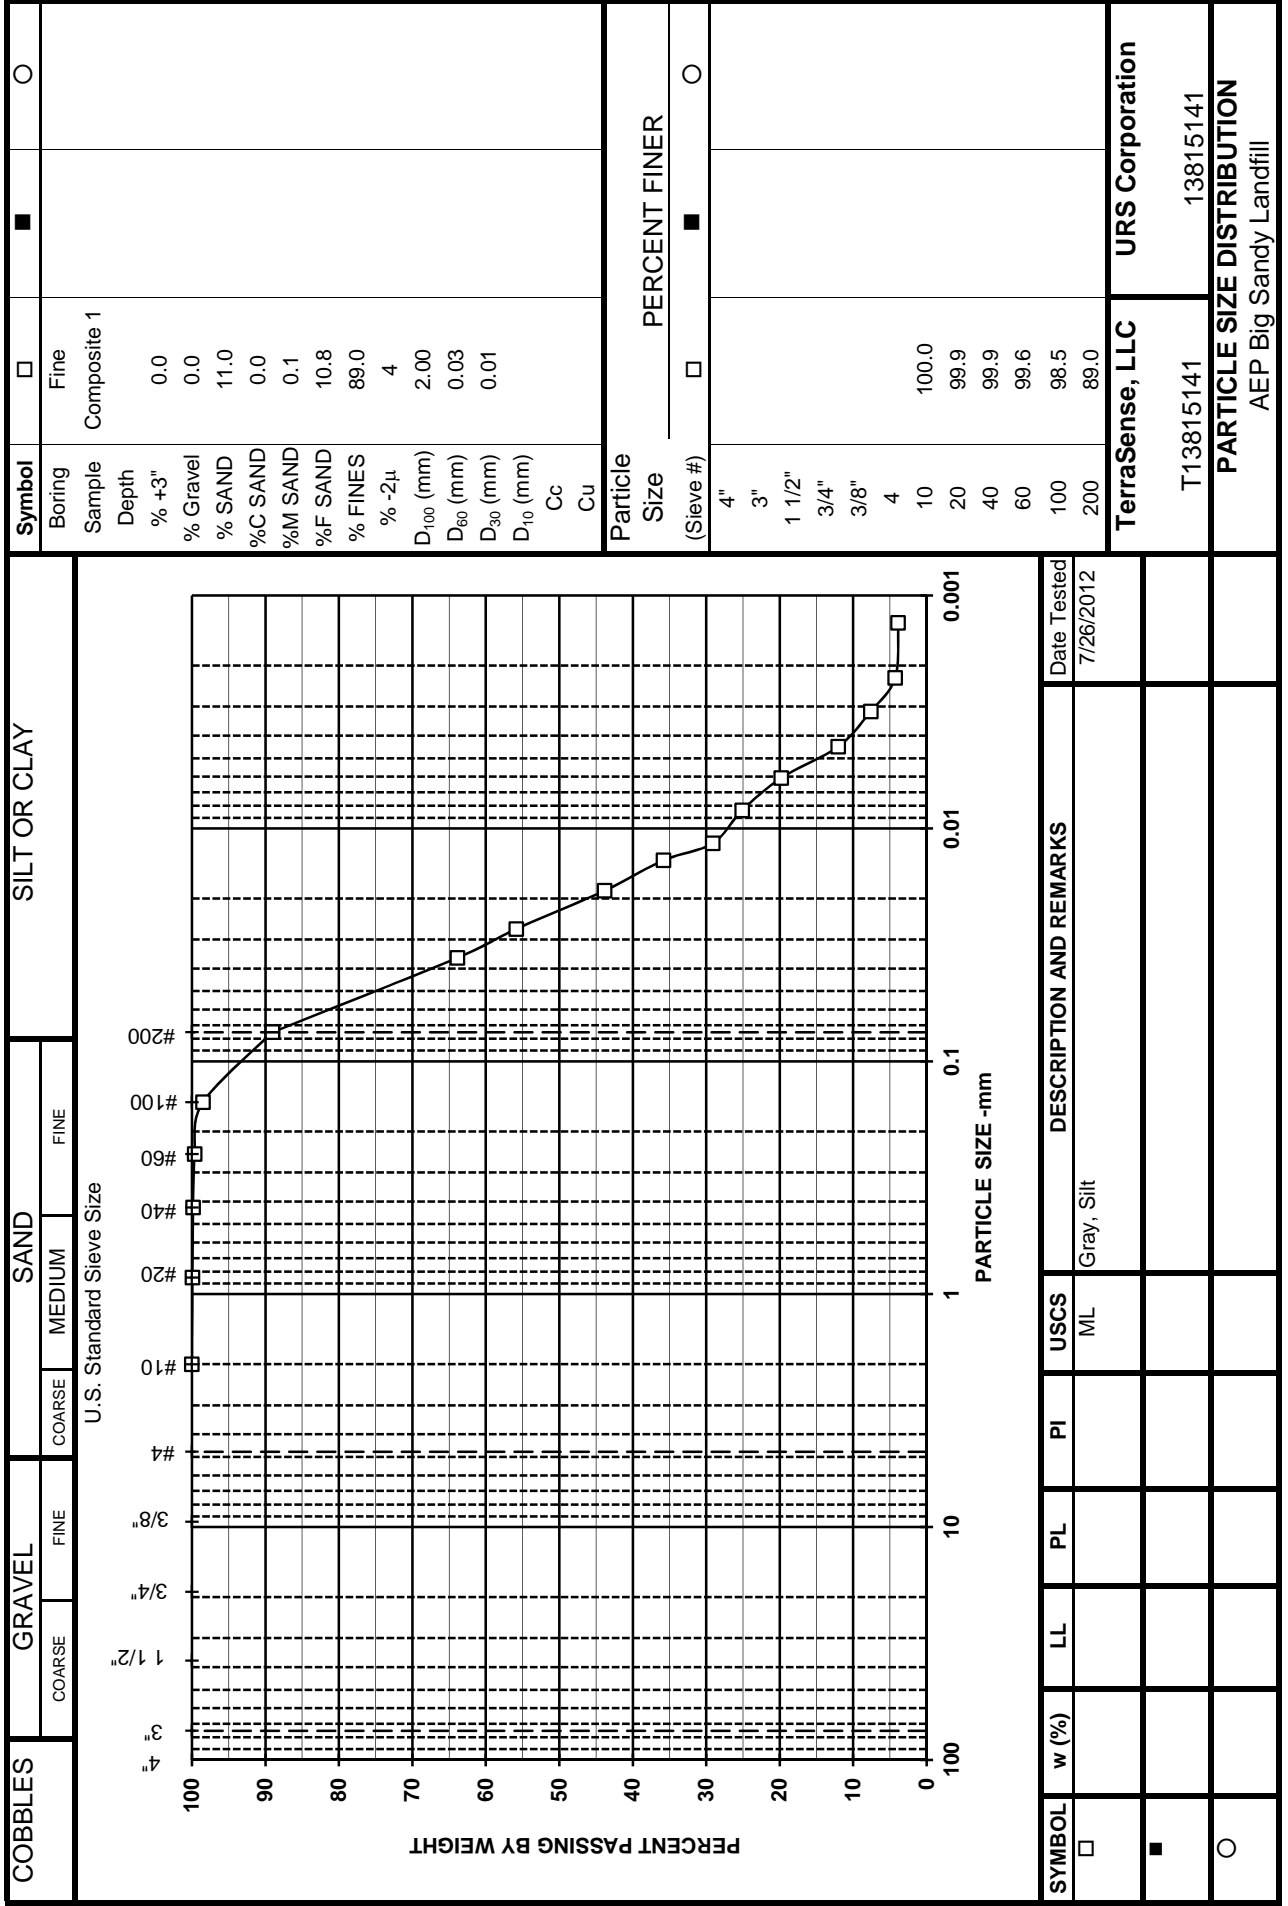 COBBLES GRAVEL SAND SILT OR CLAY
COARSE FINE COARSE MEDIUM FINE
U.S. Standard Sieve Size
4" 3" 1 1/2" 3/4" 3/8" #4 #10 #20 #40 #60 #100 #200
PERCENT PASSING BY WEIGHT
100
90
80
70
60
50
40
30
20
10
0
100 10 1 0.1 0.01 0.001
PARTICLE SIZE -mm
Symbol □ ■ ○
Boring Fine
Sample Composite 1
Depth
% +3" 0.0
% Gravel 0.0
% SAND 11.0
%C SAND 0.0
%M SAND 0.1
%F SAND 10.8
% FINES 89.0
% -2µ 4
D100 (mm) 2.00
D60 (mm) 0.03
D30 (mm) 0.01
D10 (mm)
Cc
Cu
Particle
Size PERCENT FINER
(Sieve #) □ ■ ○
4"
3"
1 1/2"
3/4"
3/8"
4
10 100.0
20 99.9
40 99.9
60 99.6
100 98.5
200 89.0
SYMBOL w (%) LL PL PI USCS DESCRIPTION AND REMARKS Date Tested
□ ML Gray, Silt 7/26/2012
■
○
TerraSense, LLC URS Corporation
T13815141 13815141
PARTICLE SIZE DISTRIBUTION
AEP Big Sandy Landfill